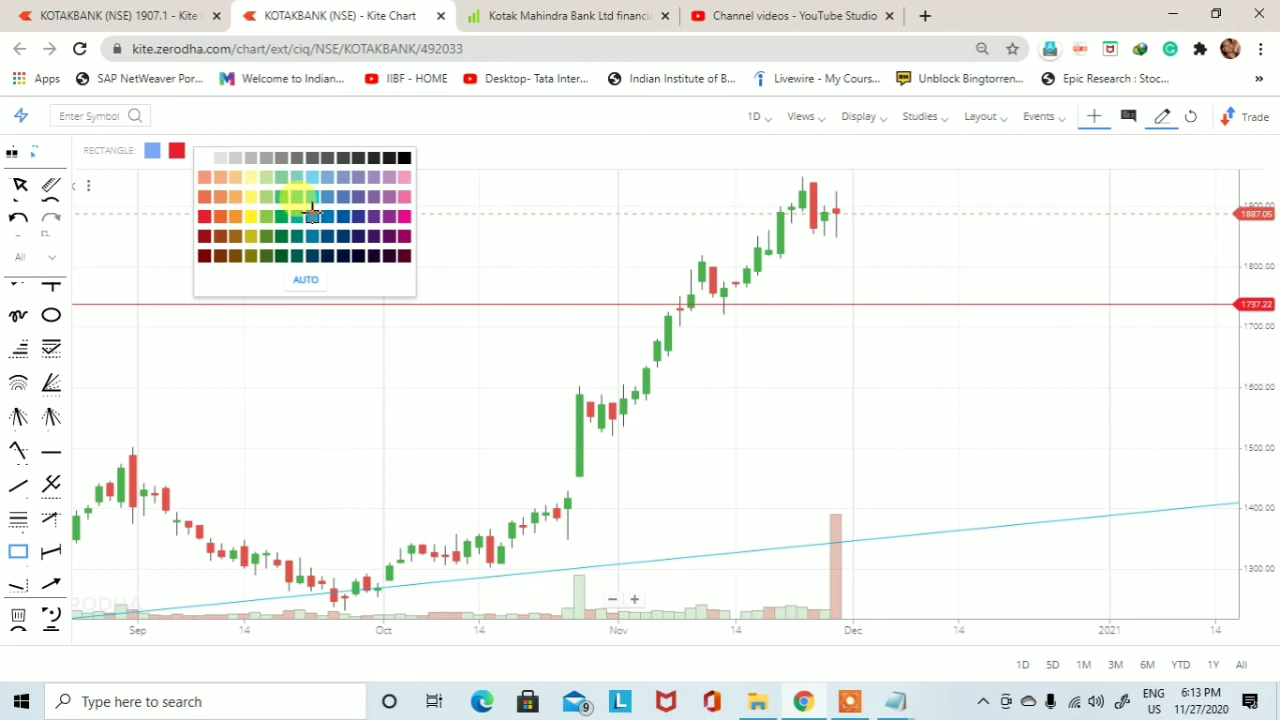 KOTAKBANK (NSE) 1907.1 - Kite
KOTAKBANK (NSE) - Kite Chart
Kotak Mahindra Bank Ltd financi
Channel videos - YouTube Studio
kite.zerodha.com/chart/ext/ciq/NSE/KOTAKBANK/492033
Apps
SAP NetWeaver Por...
Welcome to Indian...
IIBF - HOME
Desktop- Tata Inter...
Indian Institute of B...
Livewire - My Cours...
Unblock Bingtorren...
Epic Research : Stoc...
Enter Symbol
1D
Views
Display
Studies
Layout
Events
Trade
RECTANGLE:
AUTO
All
1887.05
1800.00
1737.22
1700.00
1600.00
1500.00
1400.00
1300.00
Sep
14
Oct
14
Nov
14
Dec
14
2021
14
1D
5D
1M
3M
6M
YTD
1Y
All
Type here to search
9
ENG
US
6:13 PM
11/27/2020